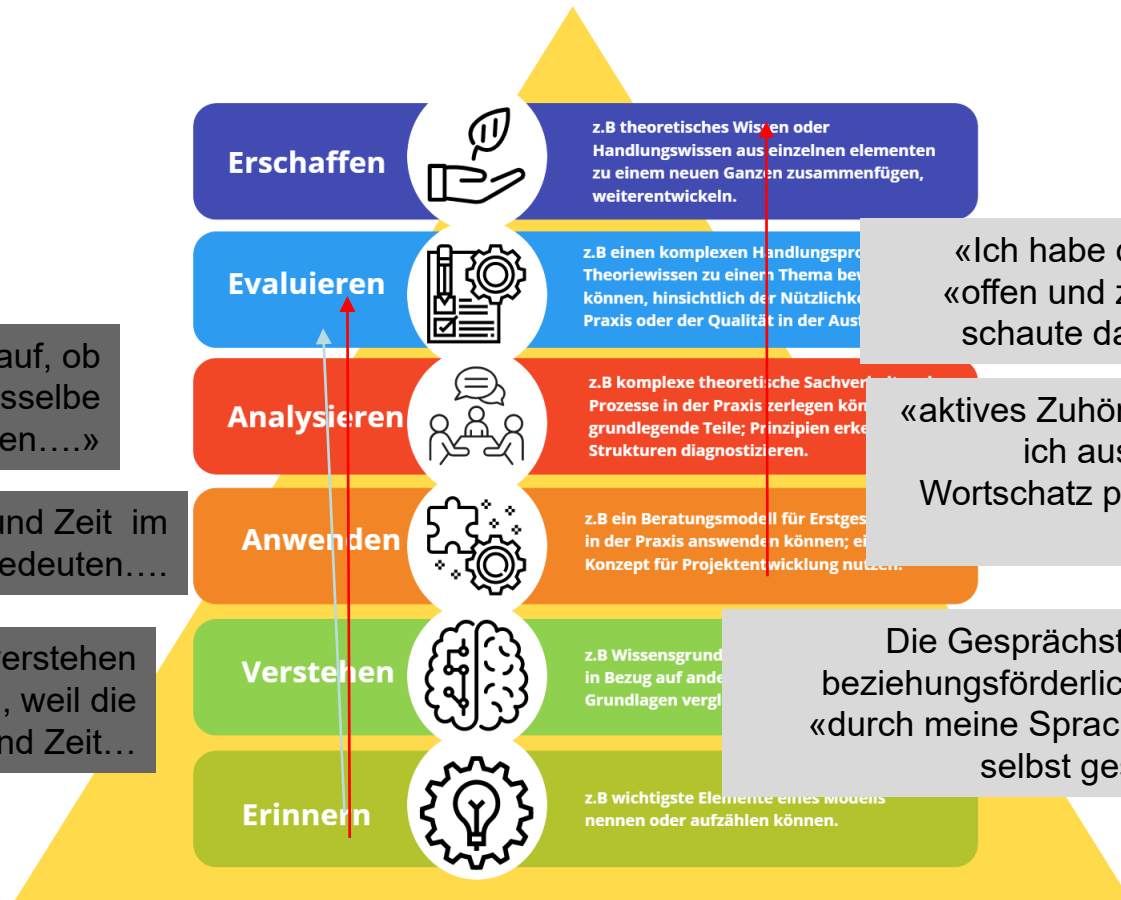 Erschaffen
z.B theoretisches Wissen oder
Handlungswissen aus einzelnen elementen
zu einem neuen Ganzen zusammenfügen,
weiterentwickeln.
Evaluieren
z.B einen komplexen Handlungspro
Theoriewissen zu einem Thema bew
können, hinsichtlich der Nützlichke
Praxis oder der Qualität in der Aus
«Ich habe
«offen und z
schaute da
auf, ob
sselbe
en….»
Analysieren
z.B komplexe theoretische Sachver
Prozesse in der Praxis zerlegen kön
grundlegende Teile; Prinzipien erke
Strukturen diagnostizieren.
«aktives Zuhör
ich aus
Wortschatz p
und Zeit im
edeuten….
Anwenden
z.B ein Beratungsmodell für Erstges
in der Praxis answenden können; ei
Konzept für Projektentwicklung nutzen.
verstehen
, weil die
nd Zeit…
Verstehen
z.B Wissensgrund
in Bezug auf ande
Grundlagen vergl
Die Gesprächst
beziehungsförderlic
«durch meine Sprac
selbst ges
Erinnern
z.B wichtigste Elemente eines Modells
nennen oder aufzählen können.